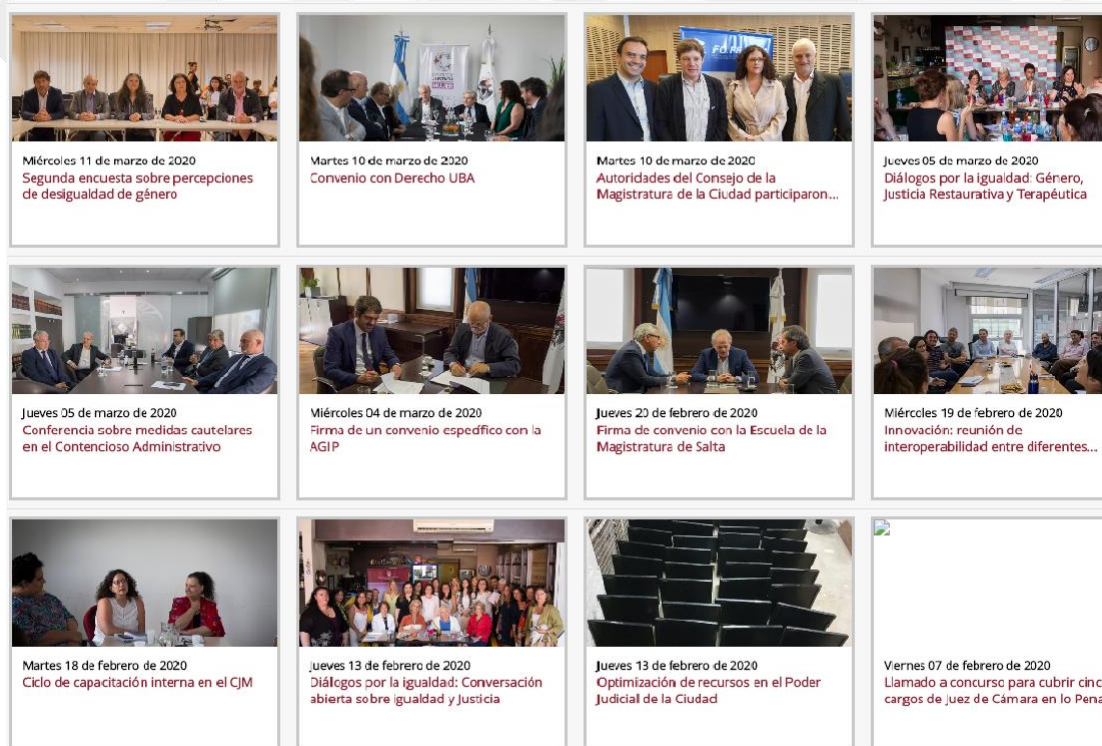 Miércoles 11 de marzo de 2020
Segunda encuesta sobre percepciones
de desigualdad de género
Martes 10 de marzo de 2020
Convenio con Derecho UBA
Martes 10 de marzo de 2020
Autoridades del Consejo de la
Magistratura de la Ciudad participaron...
Jueves 05 de marzo de 2020
Diálogos por la igualdad: Género,
Justicia Restaurativa y Terapéutica
Jueves 05 de marzo de 2020
Conferencia sobre medidas cautelares
en el Contencioso Administrativo
Miércoles 04 de marzo de 2020
Firma de un convenio específico con la
AGIP
Jueves 20 de febrero de 2020
Firma de convenio con la Escuela de la
Magistratura de Salta
Miércoles 19 de febrero de 2020
Innovación: reunión de
interoperabilidad entre diferentes...
Martes 18 de febrero de 2020
Ciclo de capacitación interna en el CJM
Jueves 13 de febrero de 2020
Diálogos por la igualdad: Conversación
abierta sobre igualdad y Justicia
Jueves 13 de febrero de 2020
Optimización de recursos en el Poder
Judicial de la Ciudad
Viernes 07 de febrero de 2020
Llamado a concurso para cubrir cinc
cargos de Juez de Cámara en lo Pena